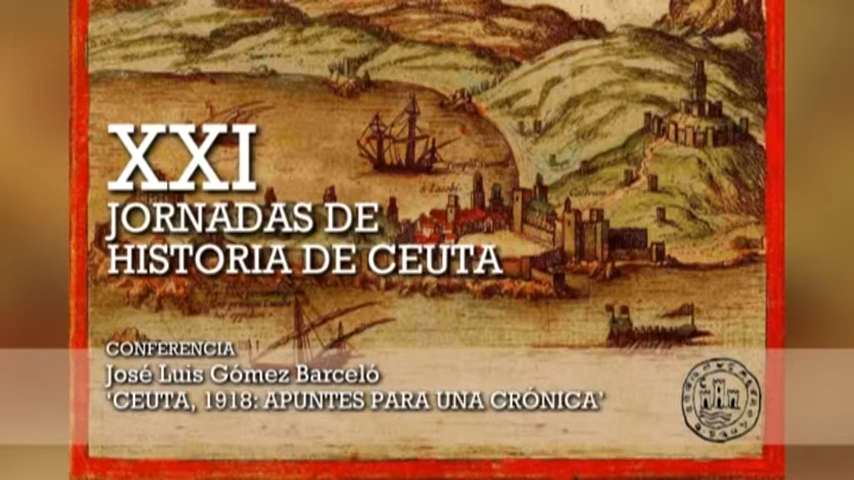 XXI
JORNADAS DE
HISTORIA DE CEUTA
CONFERENCIA
José Luis Gómez Barceló
‘CEUTA, 1918: APUNTES PARA UNA CRÓNICA’